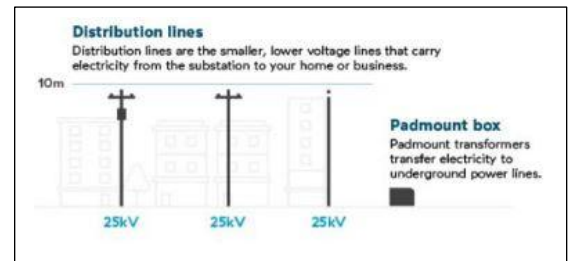 Distribution lines
Distribution lines are the smaller, lower voltage lines that carry
electricity from the substation to your home or business.
10m
Padmount box
Padmount transformers
transfer electricity to
underground power lines.
25kV
25kV
25kV